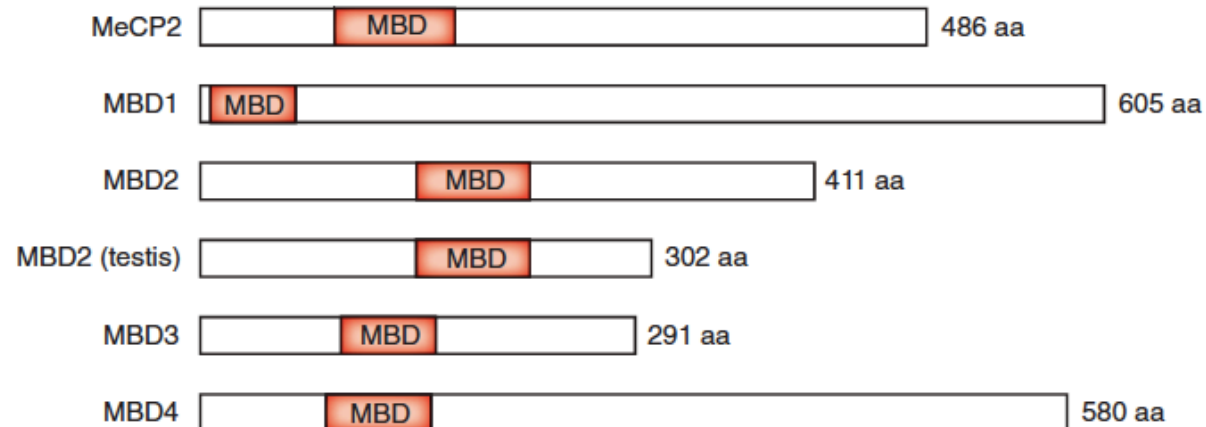 MeCP2 MBD 486 aa
MBD1 MBD 605 aa
MBD2 MBD 411 aa
MBD2 (testis) MBD 302 aa
MBD3 MBD 291 aa
MBD4 MBD 580 aa